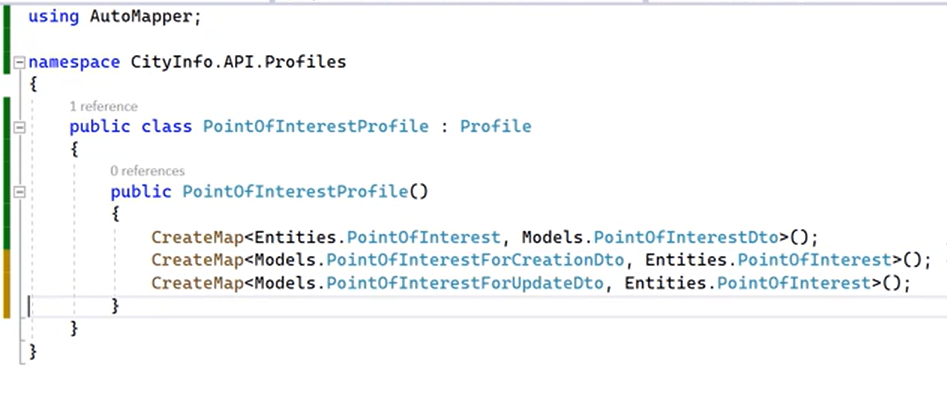 using AutoMapper;
namespace CityInfo.API.Profiles
{
1 reference
public class PointOfInterestProfile : Profile
{
0 references
public PointOfInterestProfile()
{
CreateMap<Entities.PointOfInterest, Models.PointOfInterestDto>();
CreateMap<Models.PointOfInterestForCreationDto, Entities.PointOfInterest>();
CreateMap<Models.PointOfInterestForUpdateDto, Entities.PointOfInterest>();
}
}
}